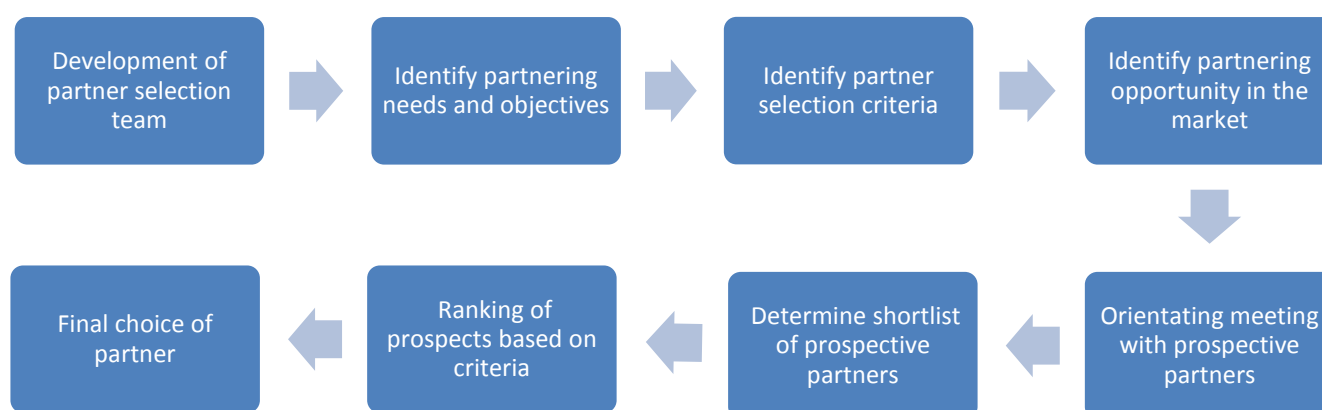 Development of
partner selection
team
Identify partnering
needs and objectives
Identify partner
selection criteria
Identify partnering
opportunity in the
market
Orientating meeting
with prospective
partners
Determine shortlist
of prospective
partners
Ranking of
prospects based on
criteria
Final choice of
partner